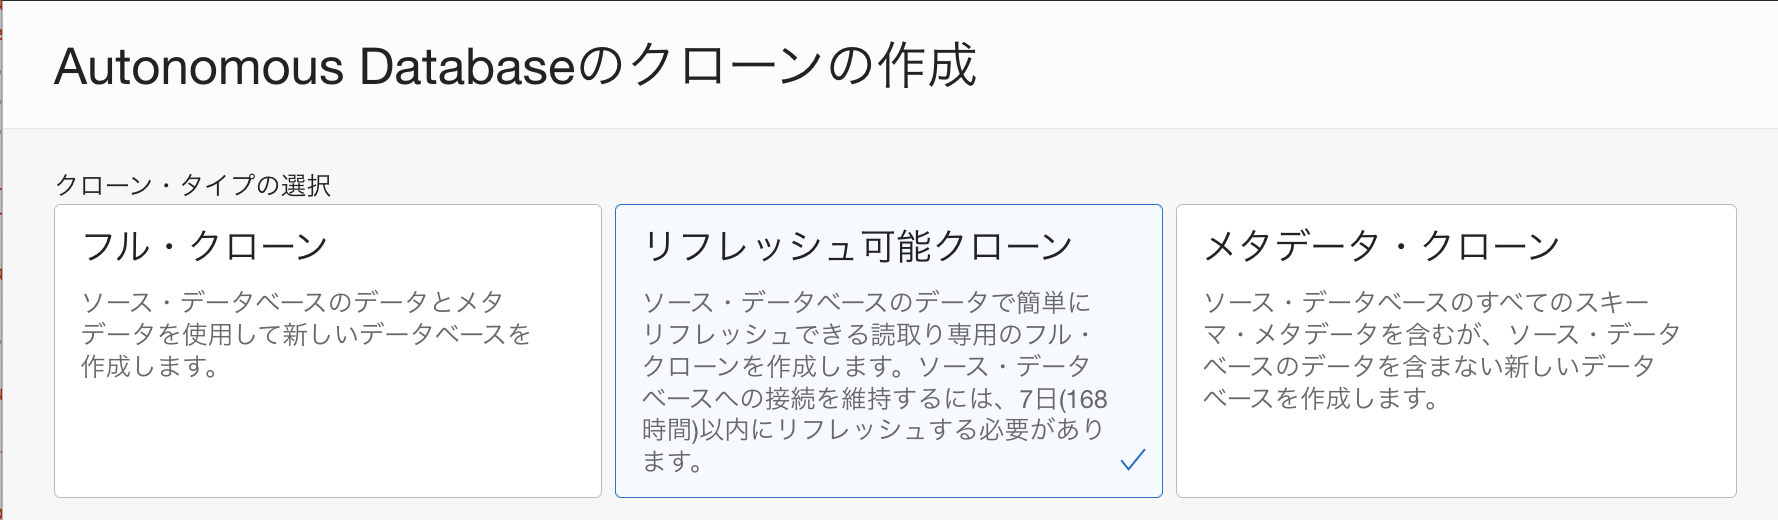 Autonomous Databaseのクローンの作成
クローン・タイプの選択
フル・クローン
ソース・データベースのデータとメタ
データを使用して新しいデータベースを
作成します。
リフレッシュ可能クローン
ソース・データベースのデータで簡単に
リフレッシュできる読取り専用のフル・
クローンを作成します。ソース・データ
ベースへの接続を維持するには、7日(168
時間)以内にリフレッシュする必要があり
ます。
メタデータ・クローン
ソース・データベースのすべてのスキー
マ・メタデータを含むが、ソース・データ
ベースのデータを含まない新しいデータ
ベースを作成します。